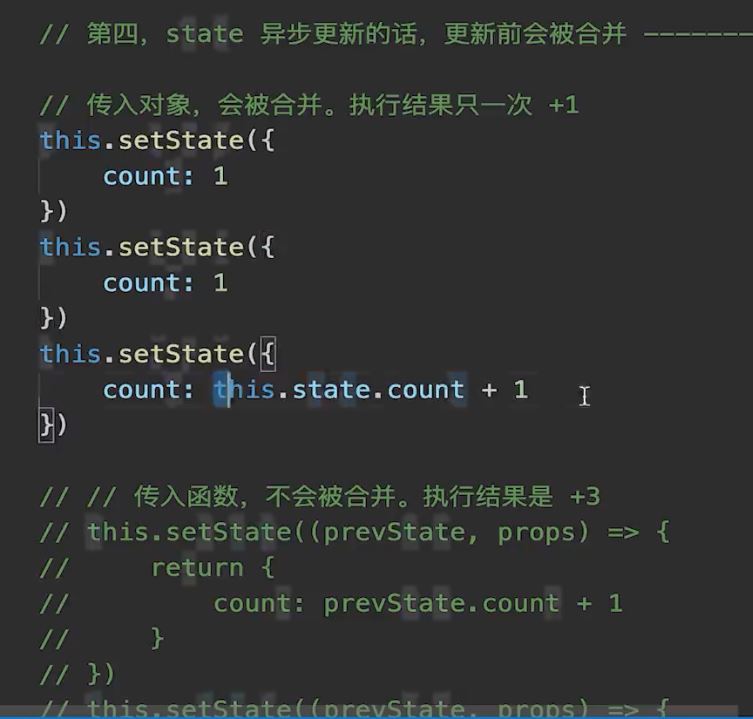 // 第四，state 异步更新的话，更新前会被合并 -------
// 传入对象，会被合并。执行结果只一次 +1
this.setState({
    count: 1
})
this.setState({
    count: 1
})
this.setState({
    count: this.state.count + 1
})
// // 传入函数，不会被合并。执行结果是 +3
// this.setState((prevState, props) => {
//     return {
//         count: prevState.count + 1
//     }
// })
// this.setState((prevState, props) => {